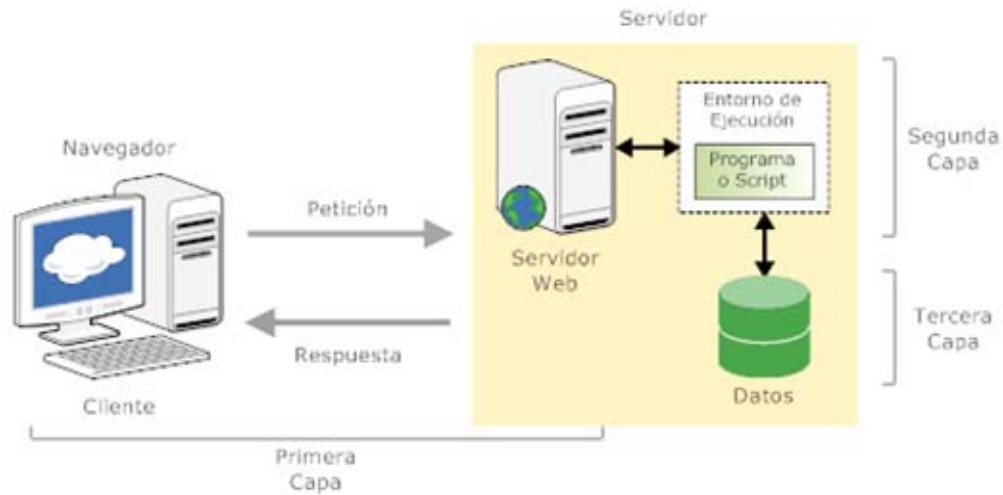 Servidor
Navegador
Petición
Respuesta
Cliente
Primera
Capa
Servidor
Web
Entorno de
Ejecución
Programa
o Script
Datos
Segunda
Capa
Tercera
Capa